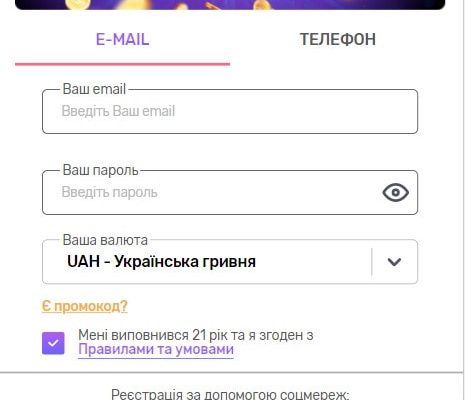 E-MAIL ТЕЛЕФОН
Ваш email
Введіть Ваш email
Ваш пароль
Введіть пароль
Ваша валюта
UAH - Українська гривня
Є промокод?
Мені виповнився 21 рік та я згоден з
Правилами та умовами
Реєстрація за допомогою соцмереж: